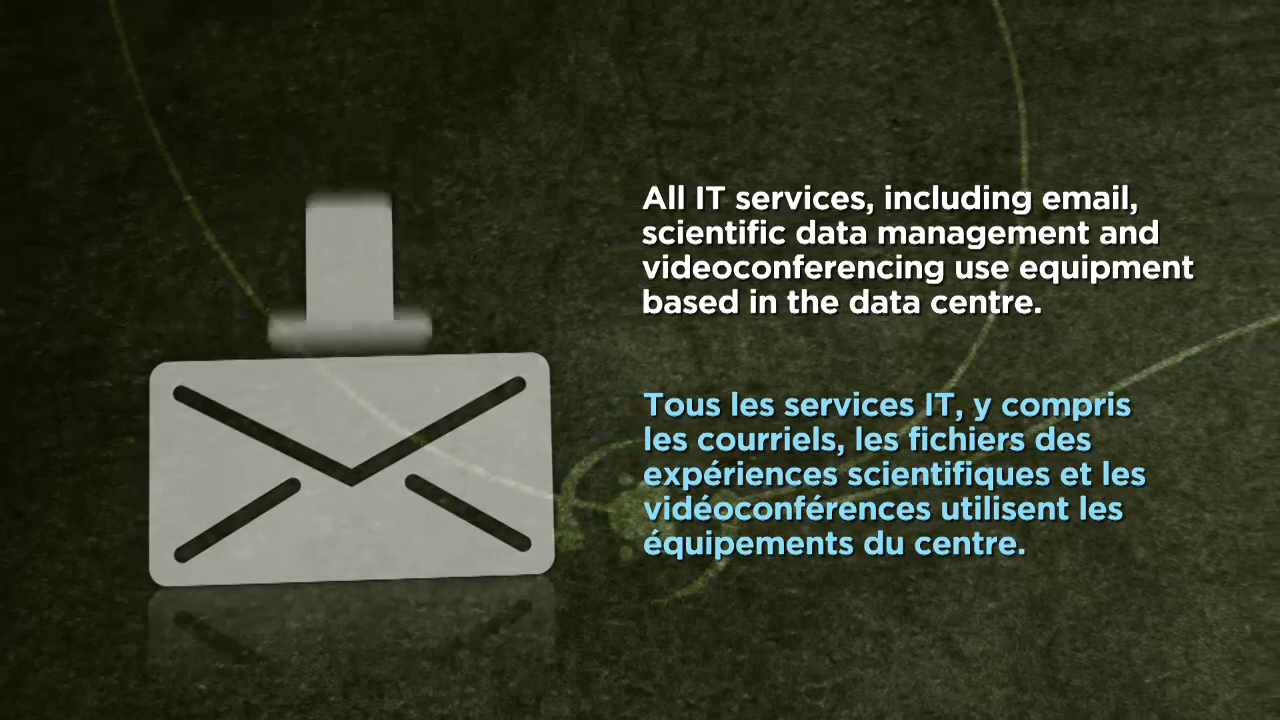 All IT services, including email,
scientific data management and
videoconferencing use equipment
based in the data centre.
Tous les services IT, y compris
les courriels, les fichiers des
expériences scientifiques et les
vidéoconférences utilisent les
équipements du centre.